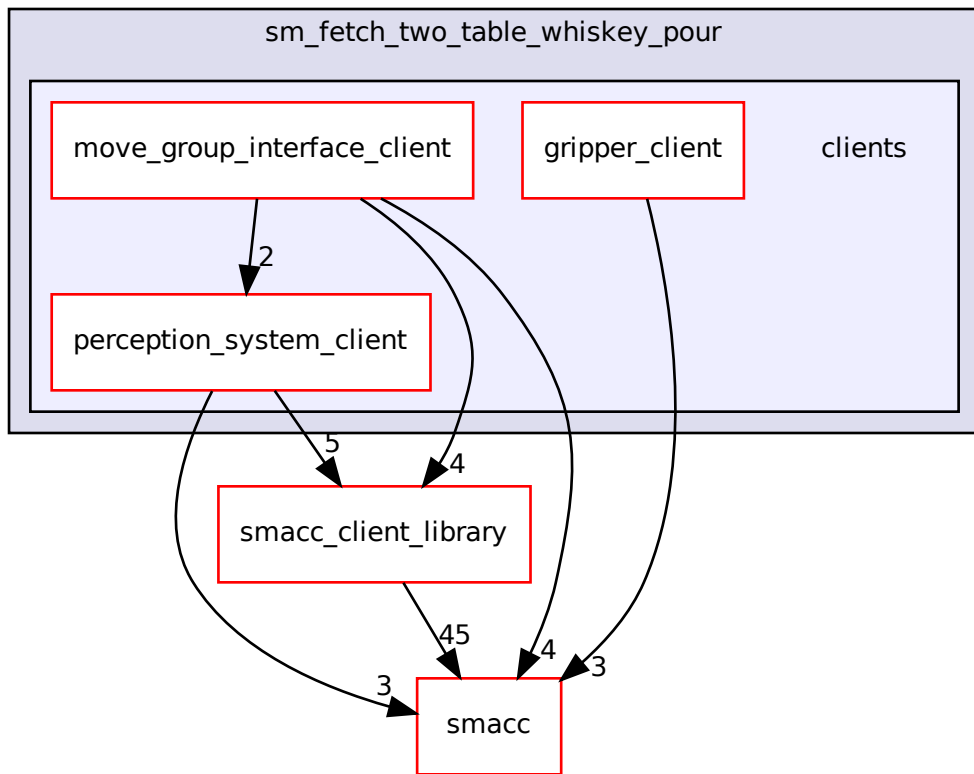 sm_fetch_two_table_whiskey_pour
move_group_interface_client
gripper_client
clients
2
perception_system_client
5
4
smacc_client_library
45
4
3
3
smacc